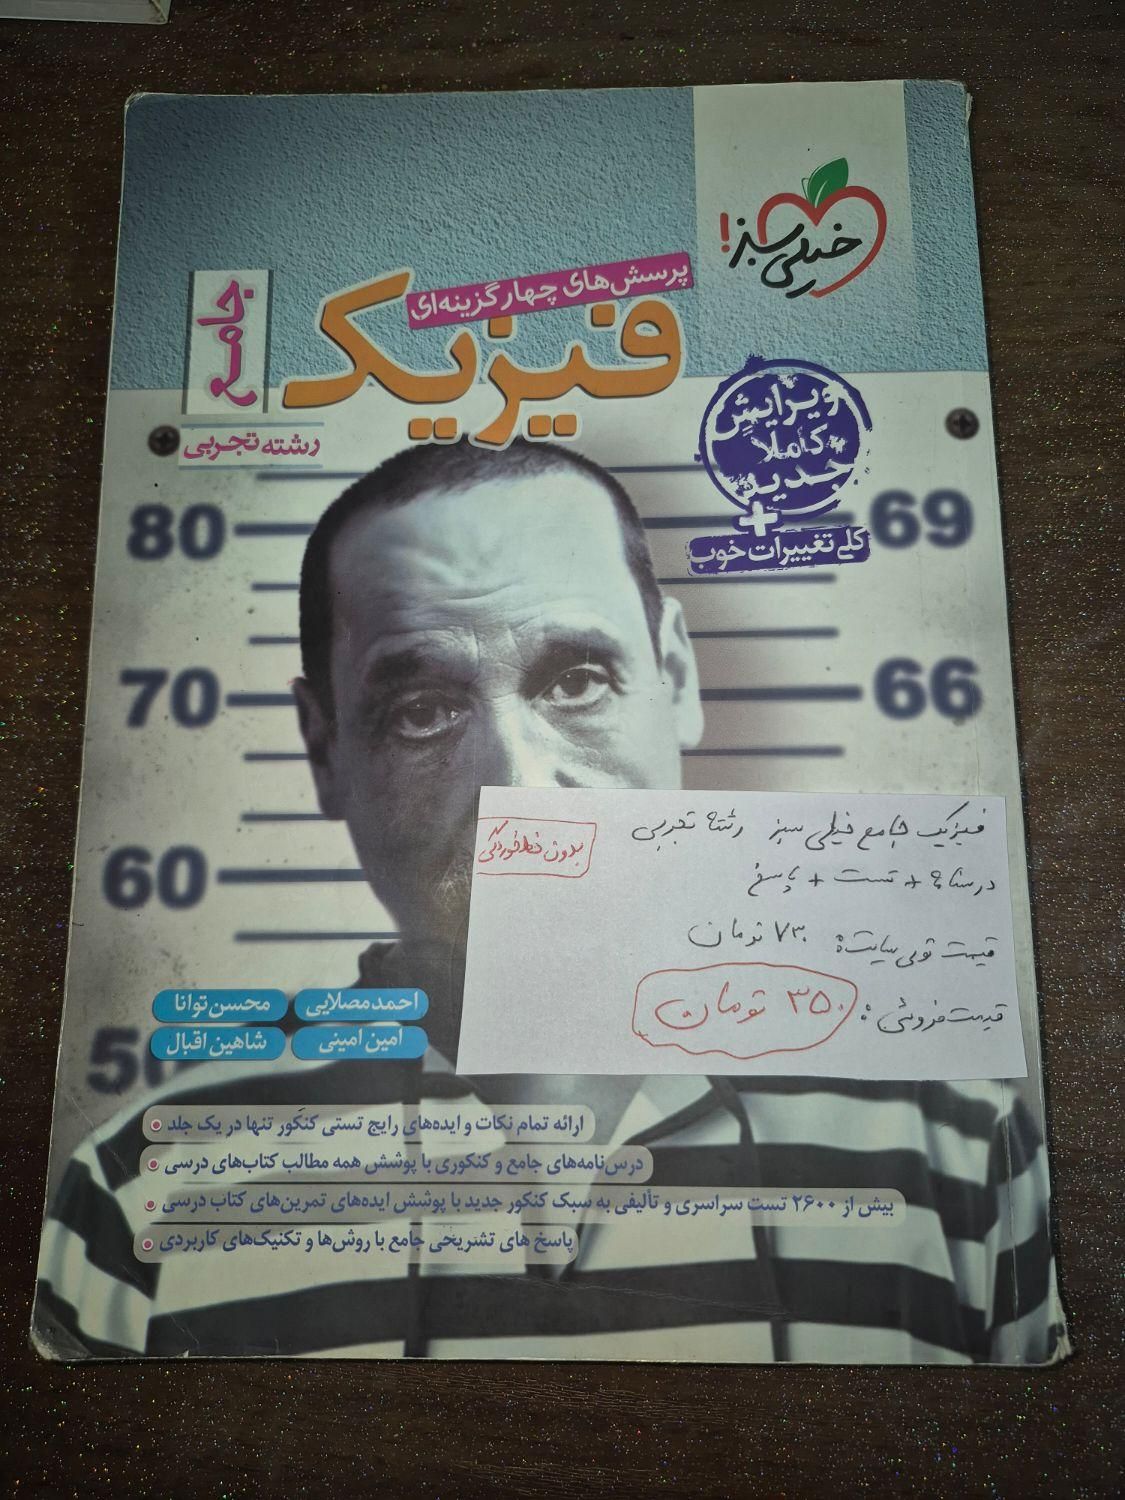 خیلی سبز!
پرسش‌های چهارگزینه‌ای
فیزیک
جامع
رشته تجربی
ویرایش
کاملاً
جدید
+
کلی تغییرات خوب
80
69
70
66
60
50
فیزیک جامع خیلی سبز رشته تجربی
بدون خط خوردگی
درسنامه + تست + پاسخ
قیمت توی سایت: ۷۳۰ تومان
قیمت فروشی: ۳۵۰ تومان
احمد مصلایی
محسن توانا
امین امینی
شاهین اقبال
ارائه تمام نکات و ایده‌های رایج تستی کنکور تنها در یک جلد
درس‌نامه‌های جامع و کنکوری با پوشش همه مطالب کتاب‌های درسی
بیش از ۲۶۰۰ تست سراسری و تألیفی به سبک کنکور جدید با پوشش ایده‌های تمرین‌های کتاب درسی
پاسخ های تشریحی جامع با روش‌ها و تکنیک‌های کاربردی